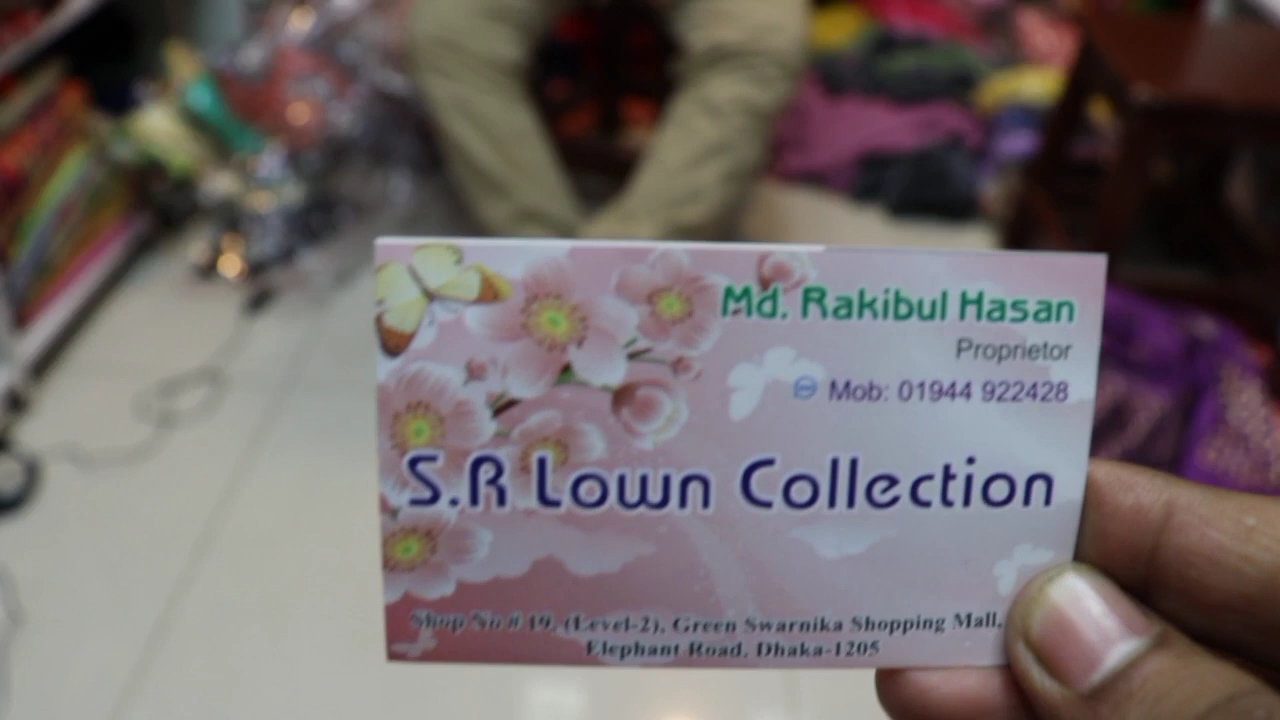 Md. Rakibul Hasan
Proprietor
Mob: 01944 922428
S.R Lown Collection
Shop No # 19, (Level-2), Green Swarnika Shopping Mall,
Elephant Road, Dhaka-1205